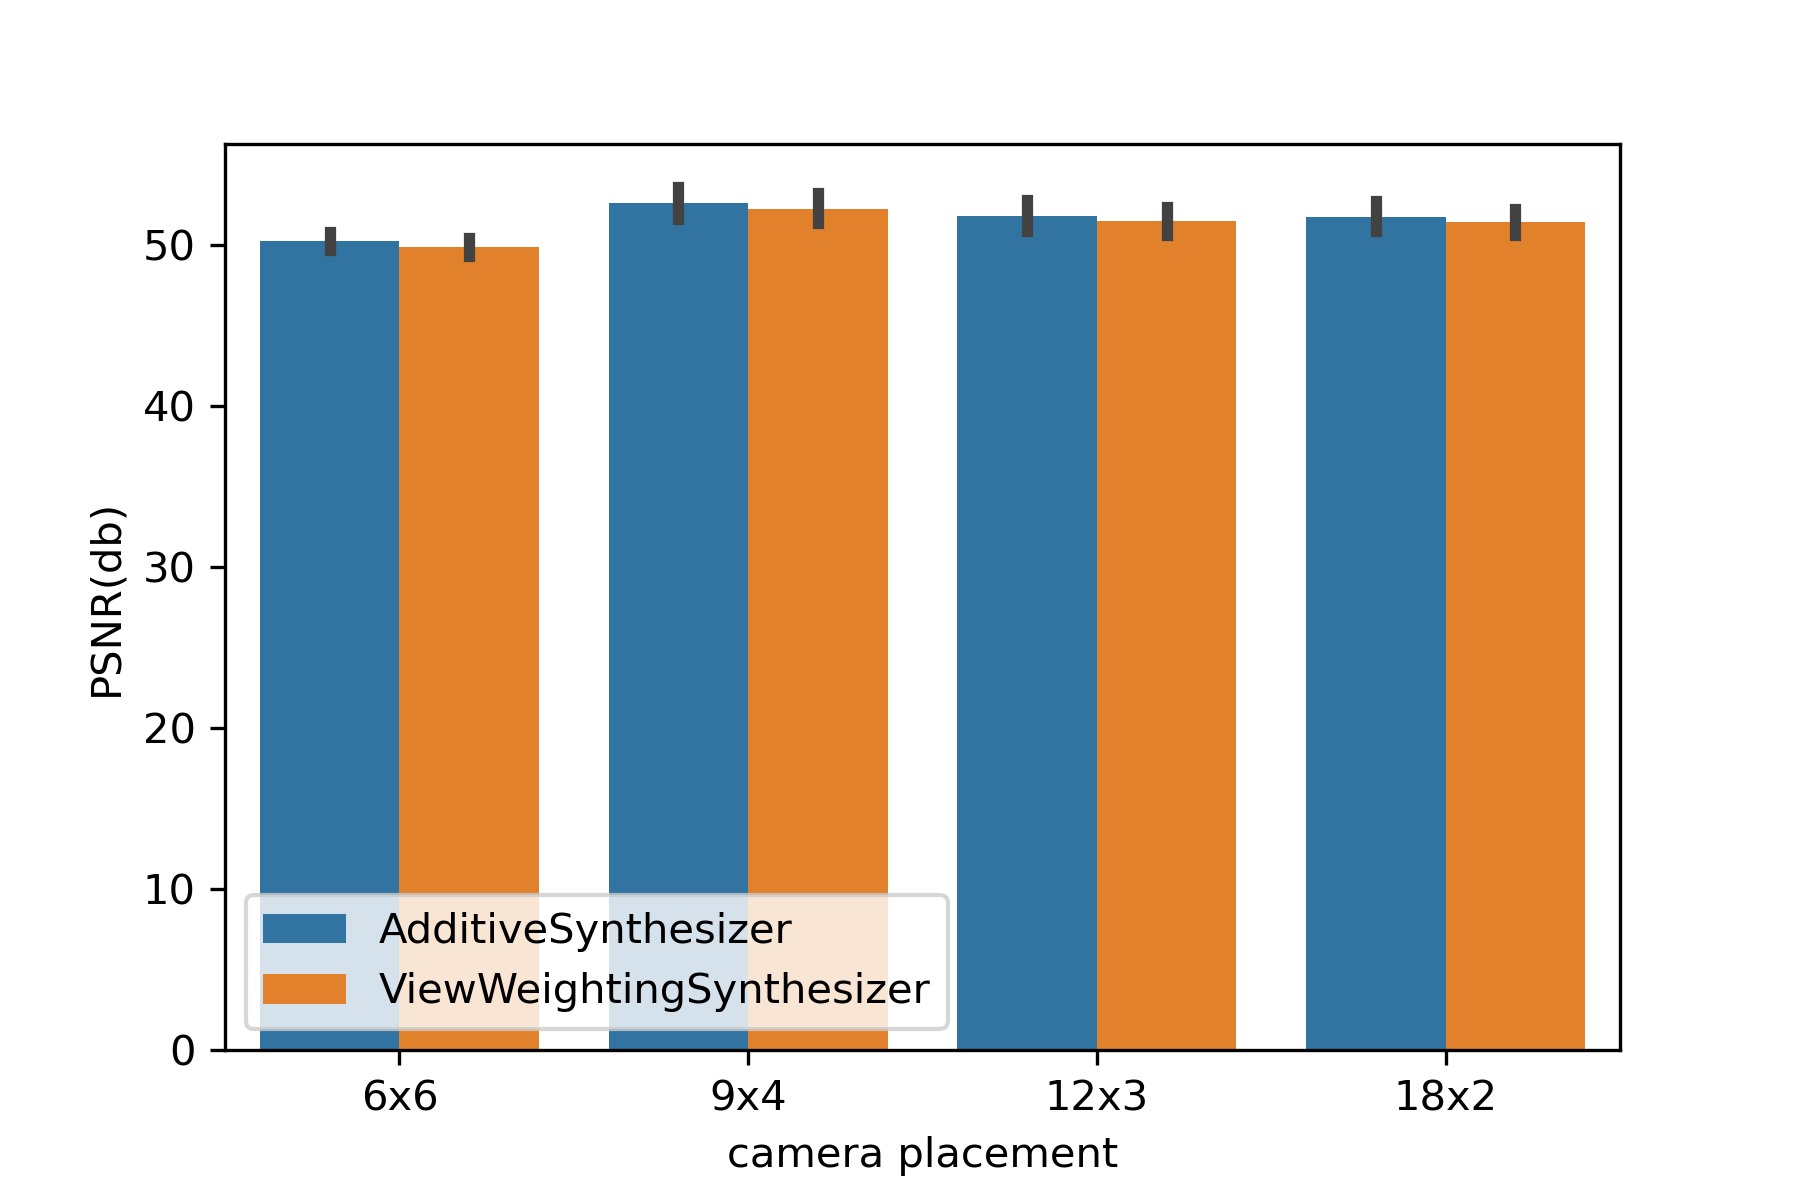 50
40
30
20
10
0
PSNR(db)
AdditiveSynthesizer
ViewWeightingSynthesizer
6x6 9x4 12x3 18x2
camera placement